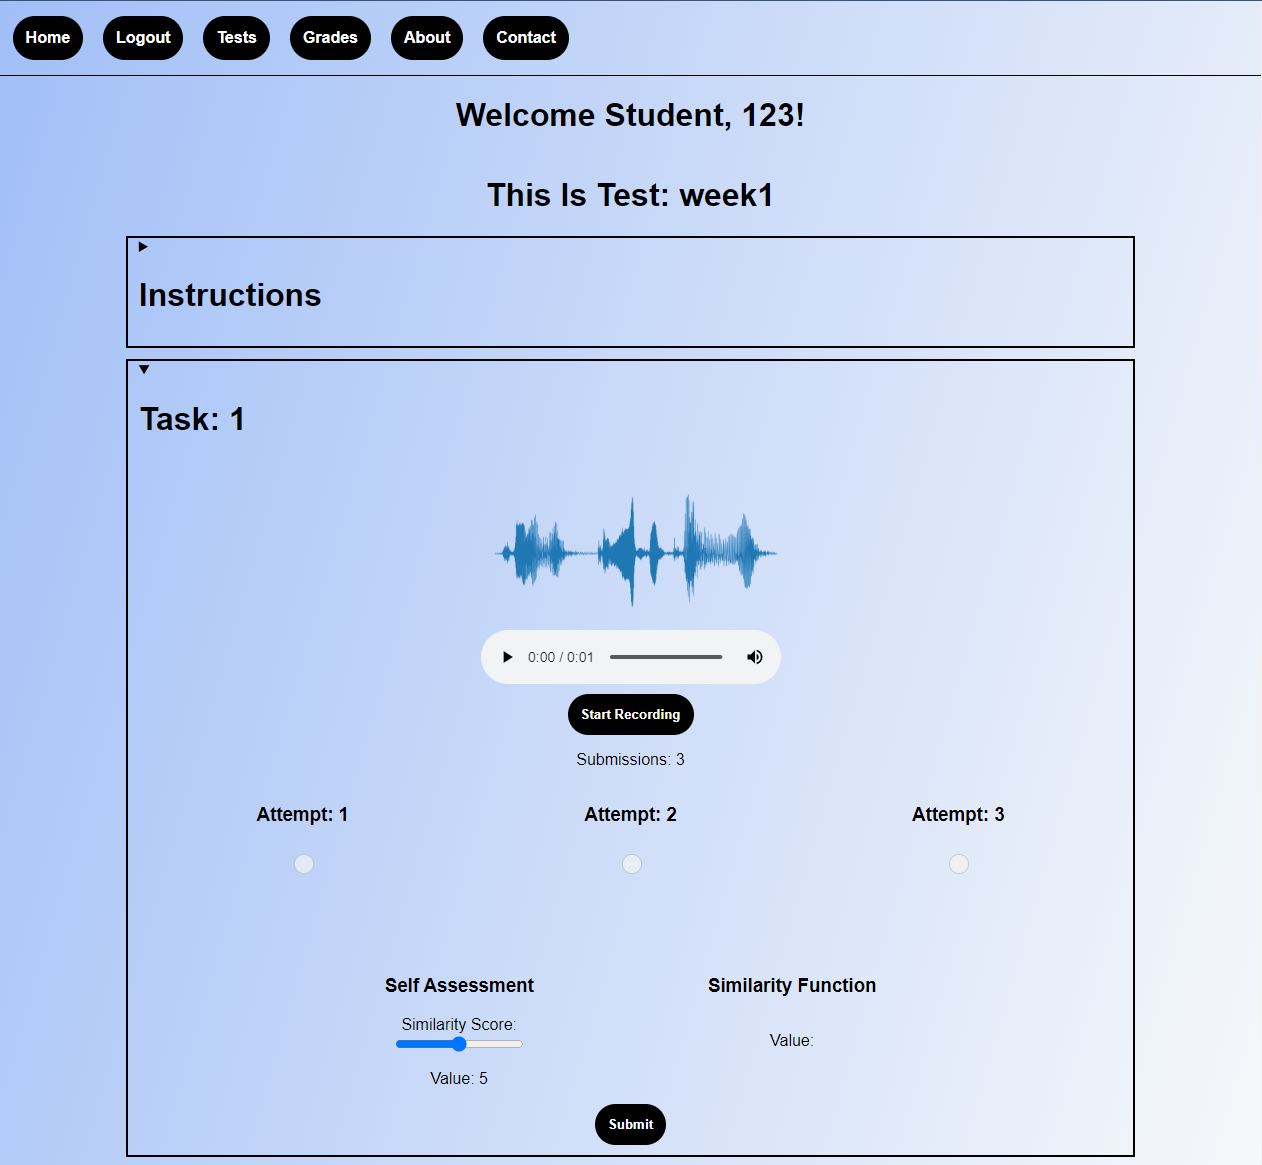 Home Logout Tests Grades About Contact
Welcome Student, 123!
This Is Test: week1
Instructions
Task: 1
0:00 / 0:01
Start Recording
Submissions: 3
Attempt: 1 Attempt: 2 Attempt: 3
Self Assessment Similarity Function
Similarity Score:
Value:
Value: 5
Submit